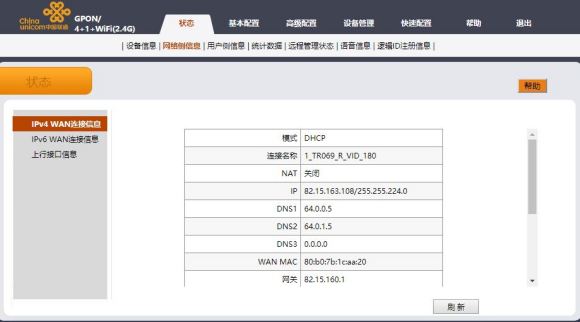 China
unicom中国联通
GPON/
4+1+WiFi(2.4G)
状态 基本配置 高级配置 设备管理 快速配置 帮助 退出
| 设备信息 | 网络侧信息 | 用户侧信息 | 统计数据 | 远程管理状态 | 语音信息 | 逻辑ID注册信息 |
状态
帮助
IPv4 WAN连接信息
IPv6 WAN连接信息
上行接口信息
模式 DHCP
连接名称 1_TR069_R_VID_180
NAT 关闭
IP 82.15.163.108/255.255.224.0
DNS1 64.0.0.5
DNS2 64.0.1.5
DNS3 0.0.0.0
WAN MAC 80:b0:7b:1c:aa:20
网关 82.15.160.1
刷 新